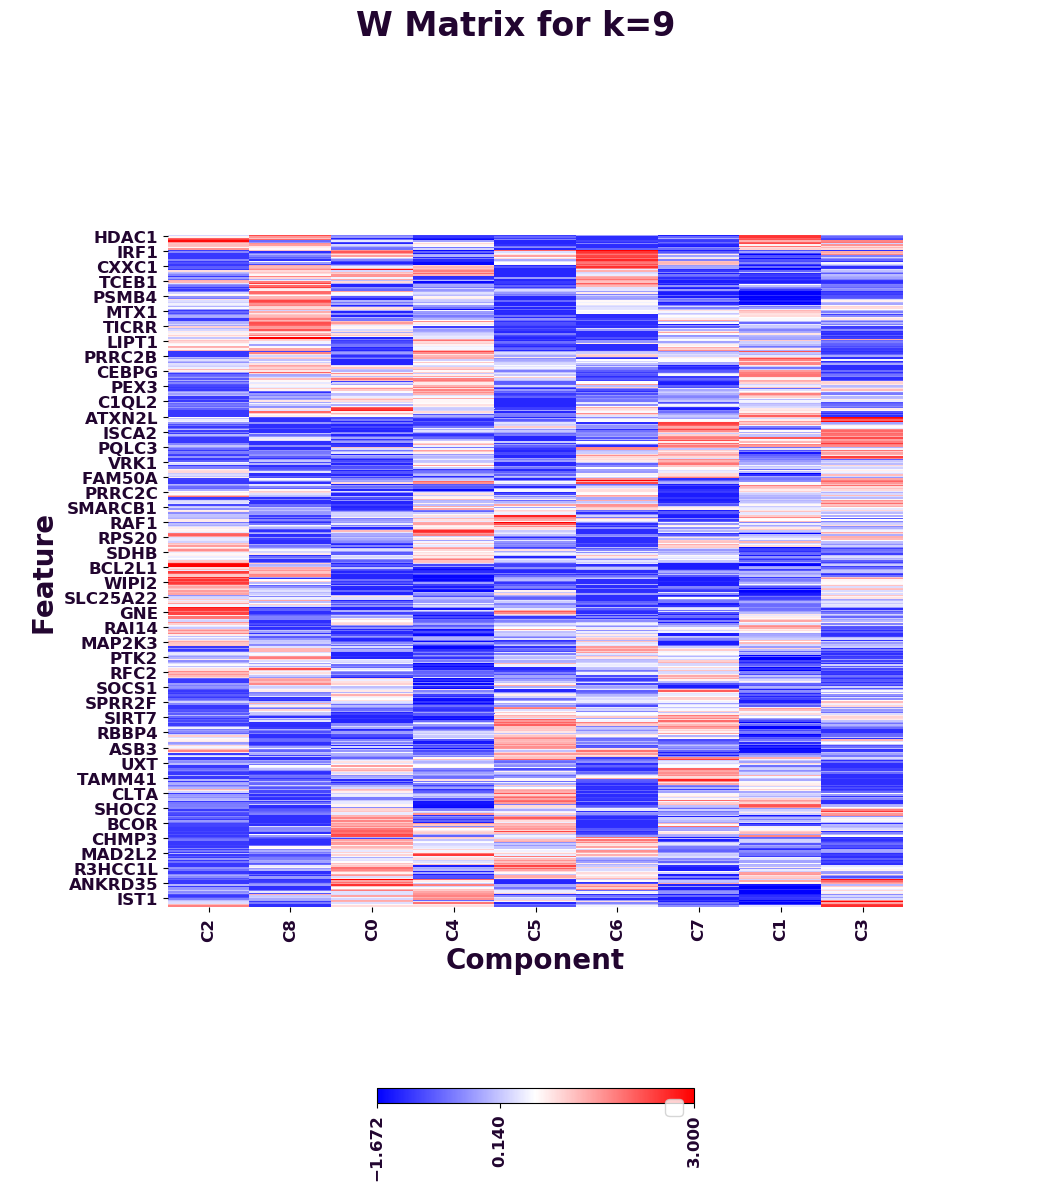 W Matrix for k=9
Feature
HDAC1
IRF1
CXXC1
TCEB1
PSMB4
MTX1
TICRR
LIPT1
PRRC2B
CEBPG
PEX3
C1QL2
ATXN2L
ISCA2
PQLC3
VRK1
FAM50A
PRRC2C
SMARCB1
RAF1
RPS20
SDHB
BCL2L1
WIPI2
SLC25A22
GNE
RAI14
MAP2K3
PTK2
RFC2
SOCS1
SPRR2F
SIRT7
RBBP4
ASB3
UXT
TAMM41
CLTA
SHOC2
BCOR
CHMP3
MAD2L2
R3HCC1L
ANKRD35
IST1
C2 C8 C0 C4 C5 C6 C7 C1 C3
Component
−1.672 0.140 3.000